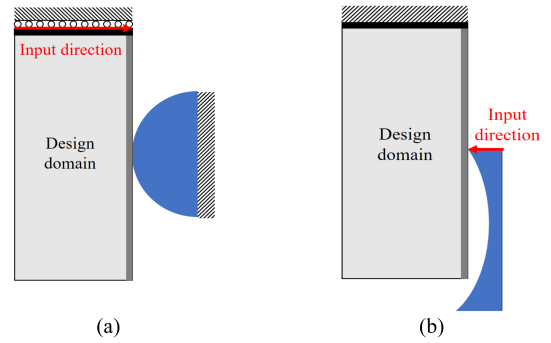 Input direction
Design
domain
(a)
Design
domain
Input
direction
(b)